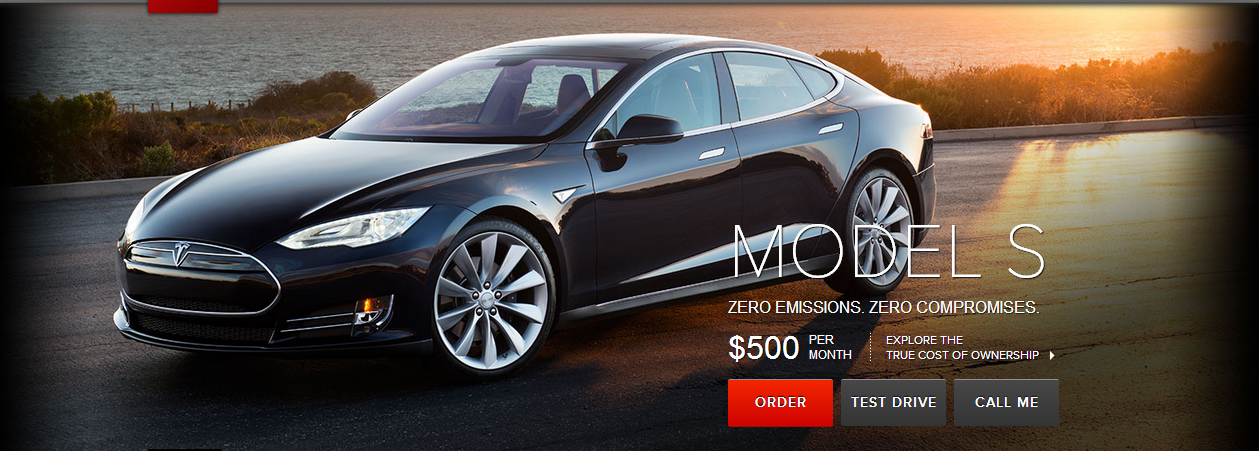 MODEL S
ZERO EMISSIONS. ZERO COMPROMISES.
$500 PER MONTH
EXPLORE THE
TRUE COST OF OWNERSHIP
ORDER
TEST DRIVE
CALL ME